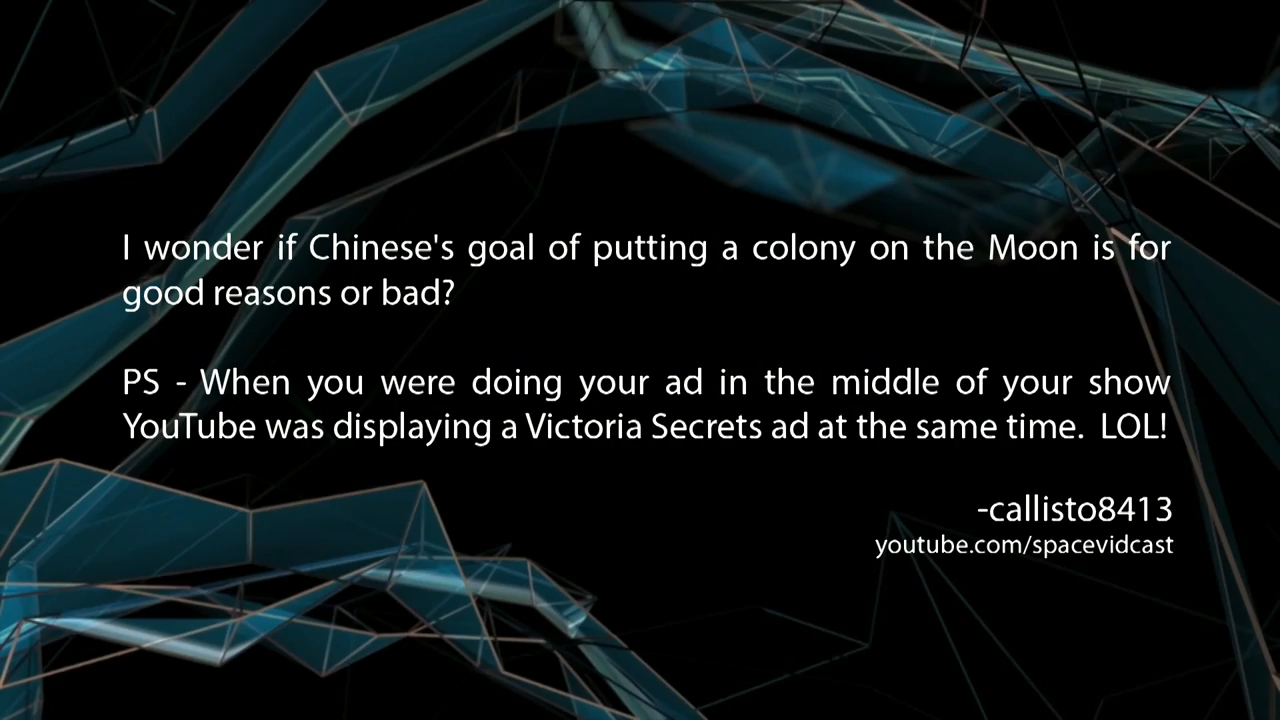 I wonder if Chinese's goal of putting a colony on the Moon is for
good reasons or bad?
PS - When you were doing your ad in the middle of your show
YouTube was displaying a Victoria Secrets ad at the same time.  LOL!
-callisto8413
youtube.com/spacevidcast